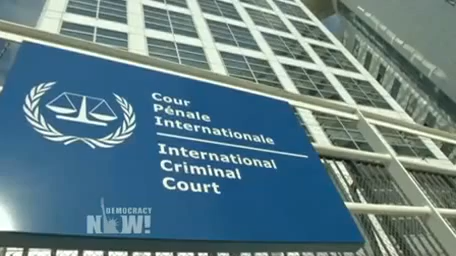 Cour
Pénale
Internationale
International
Criminal
Court
DEMOCRACY
NOW!